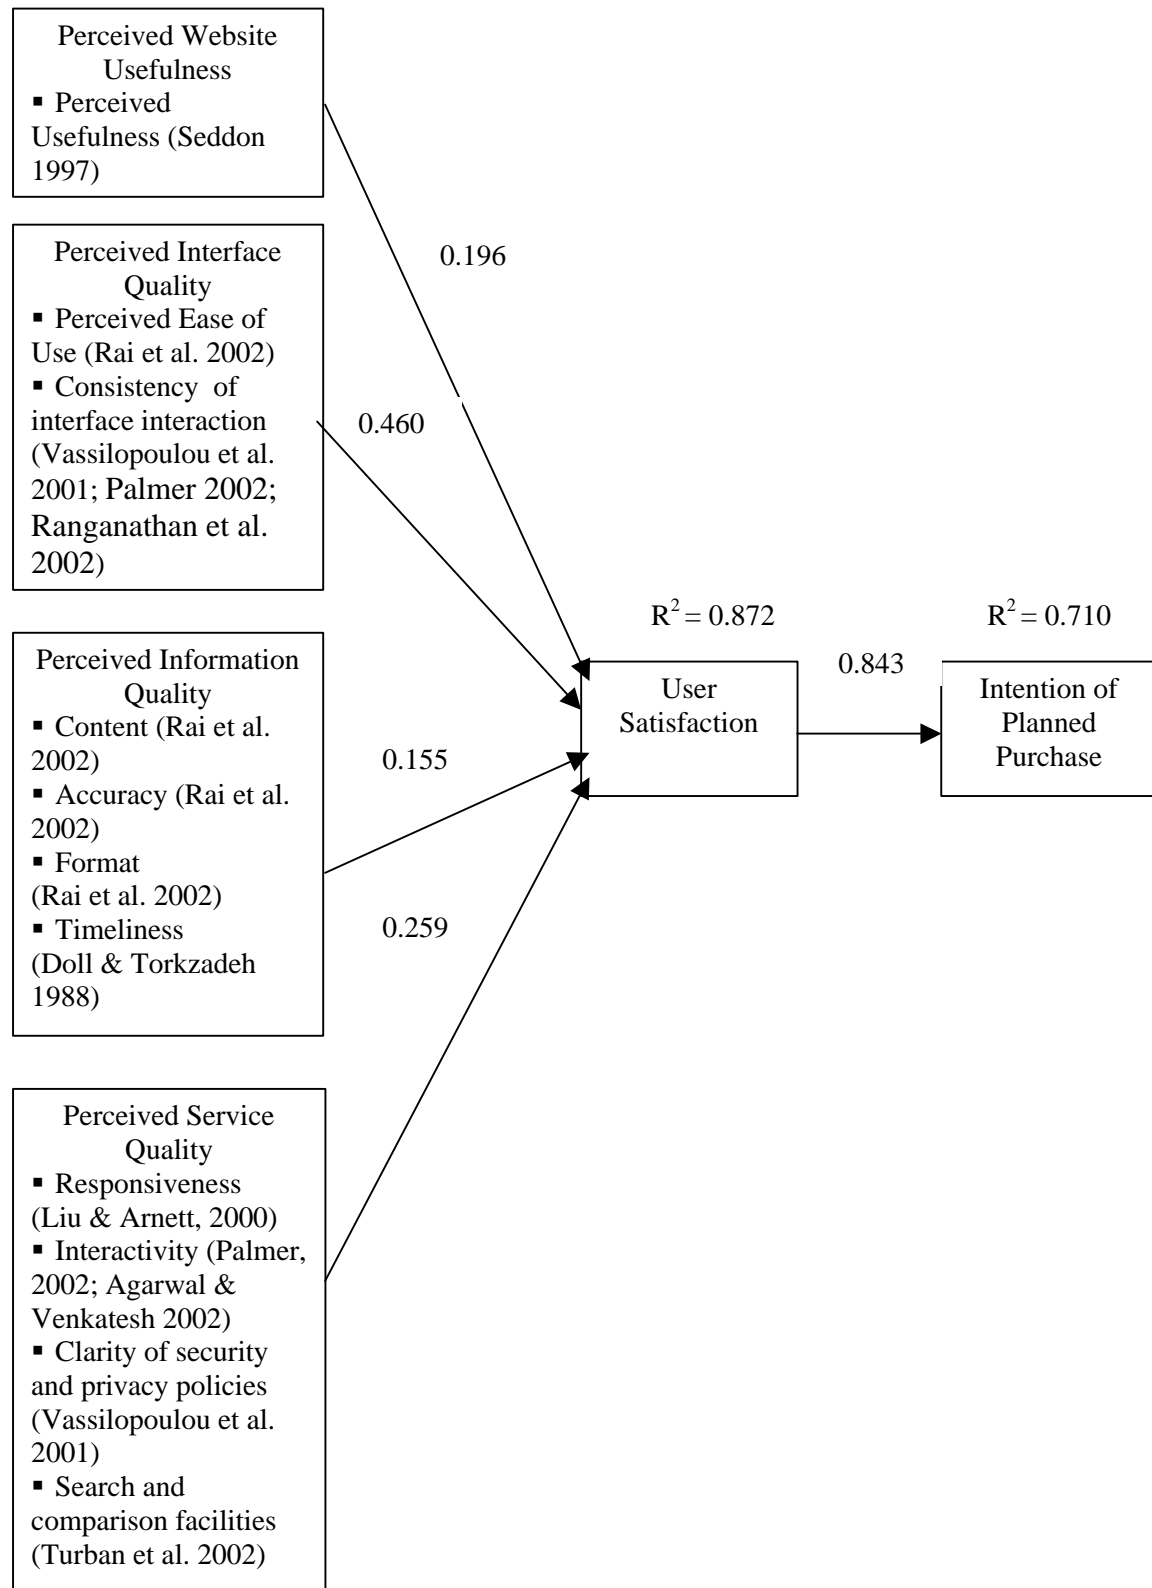 Perceived Website
Usefulness
▪ Perceived
Usefulness (Seddon
1997)
0.196
Perceived Interface
Quality
▪ Perceived Ease of
Use (Rai et al. 2002)
▪ Consistency of
interface interaction
(Vassilopoulou et al.
2001; Palmer 2002;
Ranganathan et al.
2002)
0.460
R² = 0.872
R² = 0.710
0.843
User
Satisfaction
Intention of
Planned
Purchase
Perceived Information
Quality
▪ Content (Rai et al.
2002)
▪ Accuracy (Rai et al.
2002)
▪ Format
(Rai et al. 2002)
▪ Timeliness
(Doll & Torkzadeh
1988)
0.155
0.259
Perceived Service
Quality
▪ Responsiveness
(Liu & Arnett, 2000)
▪ Interactivity (Palmer,
2002; Agarwal &
Venkatesh 2002)
▪ Clarity of security
and privacy policies
(Vassilopoulou et al.
2001)
▪ Search and
comparison facilities
(Turban et al. 2002)